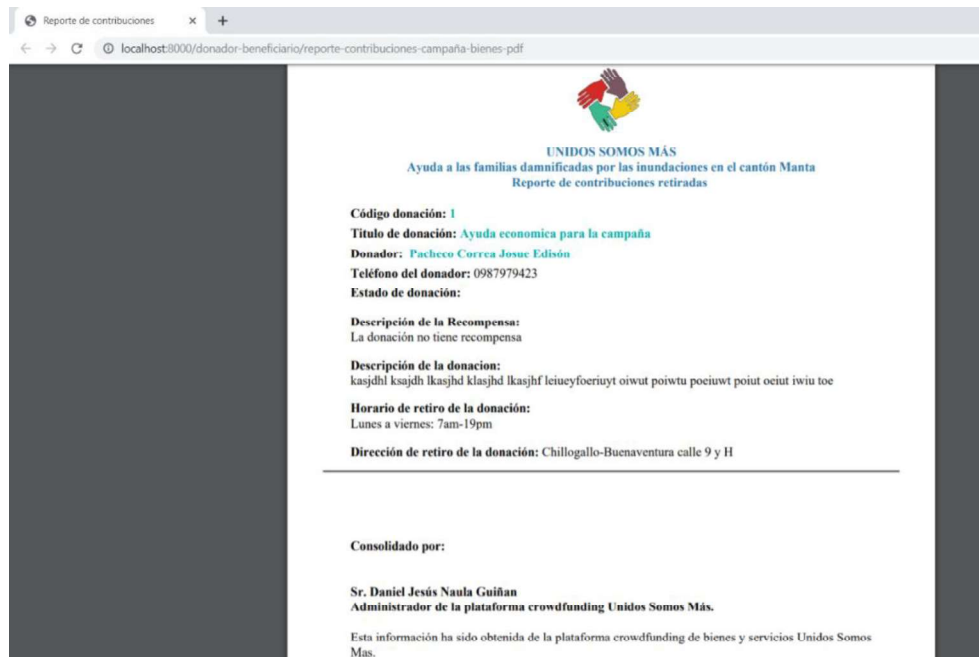 Reporte de contribuciones
localhost:8000/donador-beneficiario/reporte-contribuciones-campaña-bienes-pdf
UNIDOS SOMOS MÁS
Ayuda a las familias damnificadas por las inundaciones en el cantón Manta
Reporte de contribuciones retiradas
Código donación: 1
Titulo de donación: Ayuda economica para la campaña
Donador: Pacheco Correa Josue Edisón
Teléfono del donador: 0987979423
Estado de donación:
Descripción de la Recompensa:
La donación no tiene recompensa
Descripción de la donacion:
kasjdhl ksajdh lkasjhd klasjhd lkasjhf leiueyfoeriuyt oiwut poiwtu poeiuwt poiut oeiut iwiu toe
Horario de retiro de la donación:
Lunes a viernes: 7am-19pm
Dirección de retiro de la donación: Chillogallo-Buenaventura calle 9 y H
Consolidado por:
Sr. Daniel Jesús Naula Guiñan
Administrador de la plataforma crowdfunding Unidos Somos Más.
Esta información ha sido obtenida de la plataforma crowdfunding de bienes y servicios Unidos Somos
Mas.